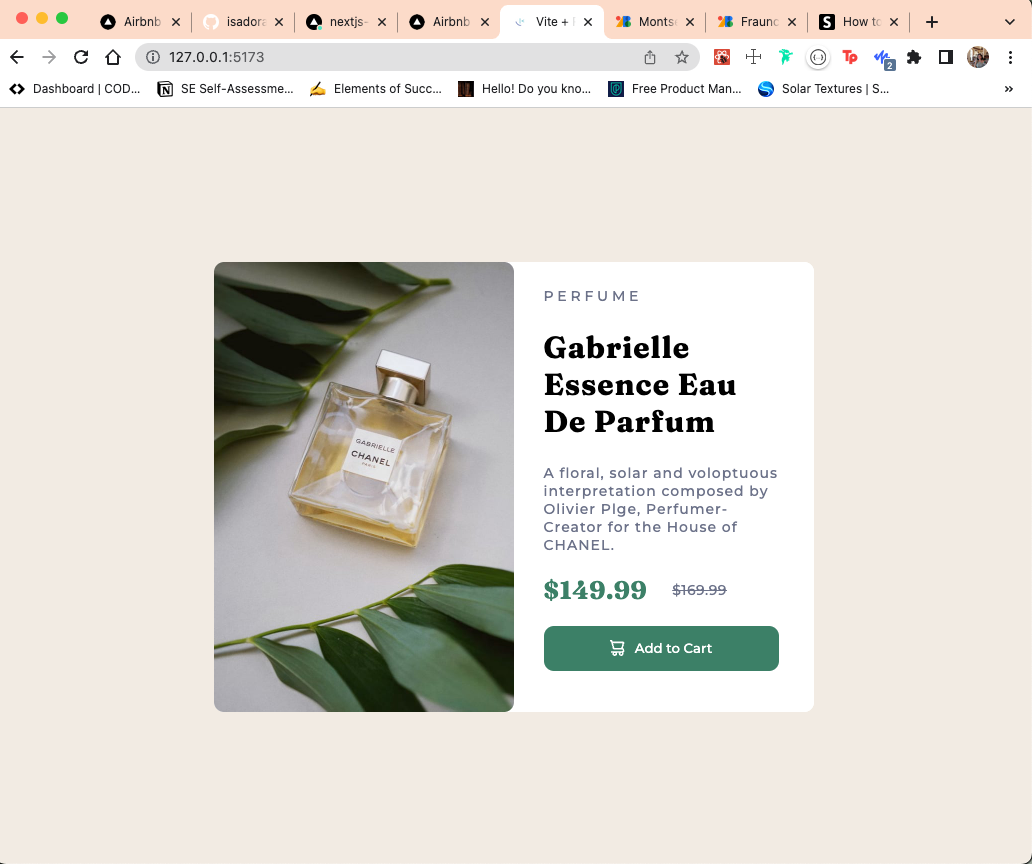 Airbnb
isadora
nextjs-
Airbnb
Vite +
Montse
Fraunc
How to
127.0.0.1:5173
Tp
2
Dashboard | COD...
SE Self-Assessme...
Elements of Succ...
Hello! Do you kno...
Free Product Man...
Solar Textures | S...
PERFUME
Gabrielle
Essence Eau
De Parfum
A floral, solar and voloptuous
interpretation composed by
Olivier Plge, Perfumer-
Creator for the House of
CHANEL.
$149.99 $169.99
Add to Cart
GABRIELLE
CHANEL
PARIS